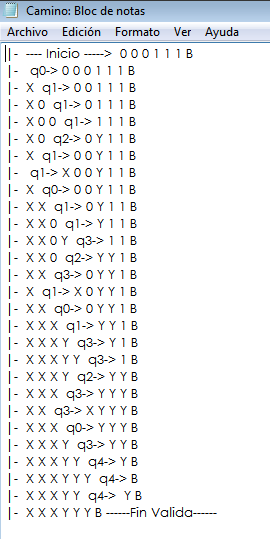 Camino: Bloc de notas
Archivo Edición Formato Ver Ayuda
|- ---- Inicio -----> 0 0 0 1 1 1 B
|- q0-> 0 0 0 1 1 1 B
|- X q1-> 0 0 1 1 1 B
|- X 0 q1-> 0 1 1 1 B
|- X 0 0 q1-> 1 1 1 B
|- X 0 q2-> 0 Y 1 1 B
|- X q1-> 0 0 Y 1 1 B
|- q1-> X 0 0 Y 1 1 B
|- X q0-> 0 0 Y 1 1 B
|- X X q1-> 0 Y 1 1 B
|- X X 0 q1-> Y 1 1 B
|- X X 0 Y q3-> 1 1 B
|- X X 0 q2-> Y Y 1 B
|- X X q3-> 0 Y Y 1 B
|- X q1-> X 0 Y Y 1 B
|- X X q0-> 0 Y Y 1 B
|- X X X q1-> Y Y 1 B
|- X X X Y q3-> Y 1 B
|- X X X Y Y q3-> 1 B
|- X X X Y q2-> Y Y B
|- X X X q3-> Y Y Y B
|- X X q3-> X Y Y Y B
|- X X X q0-> Y Y Y B
|- X X X Y q3-> Y Y B
|- X X X Y Y q4-> Y B
|- X X X Y Y Y q4-> B
|- X X X Y Y q4-> Y B
|- X X X Y Y Y B ------Fin Valida------